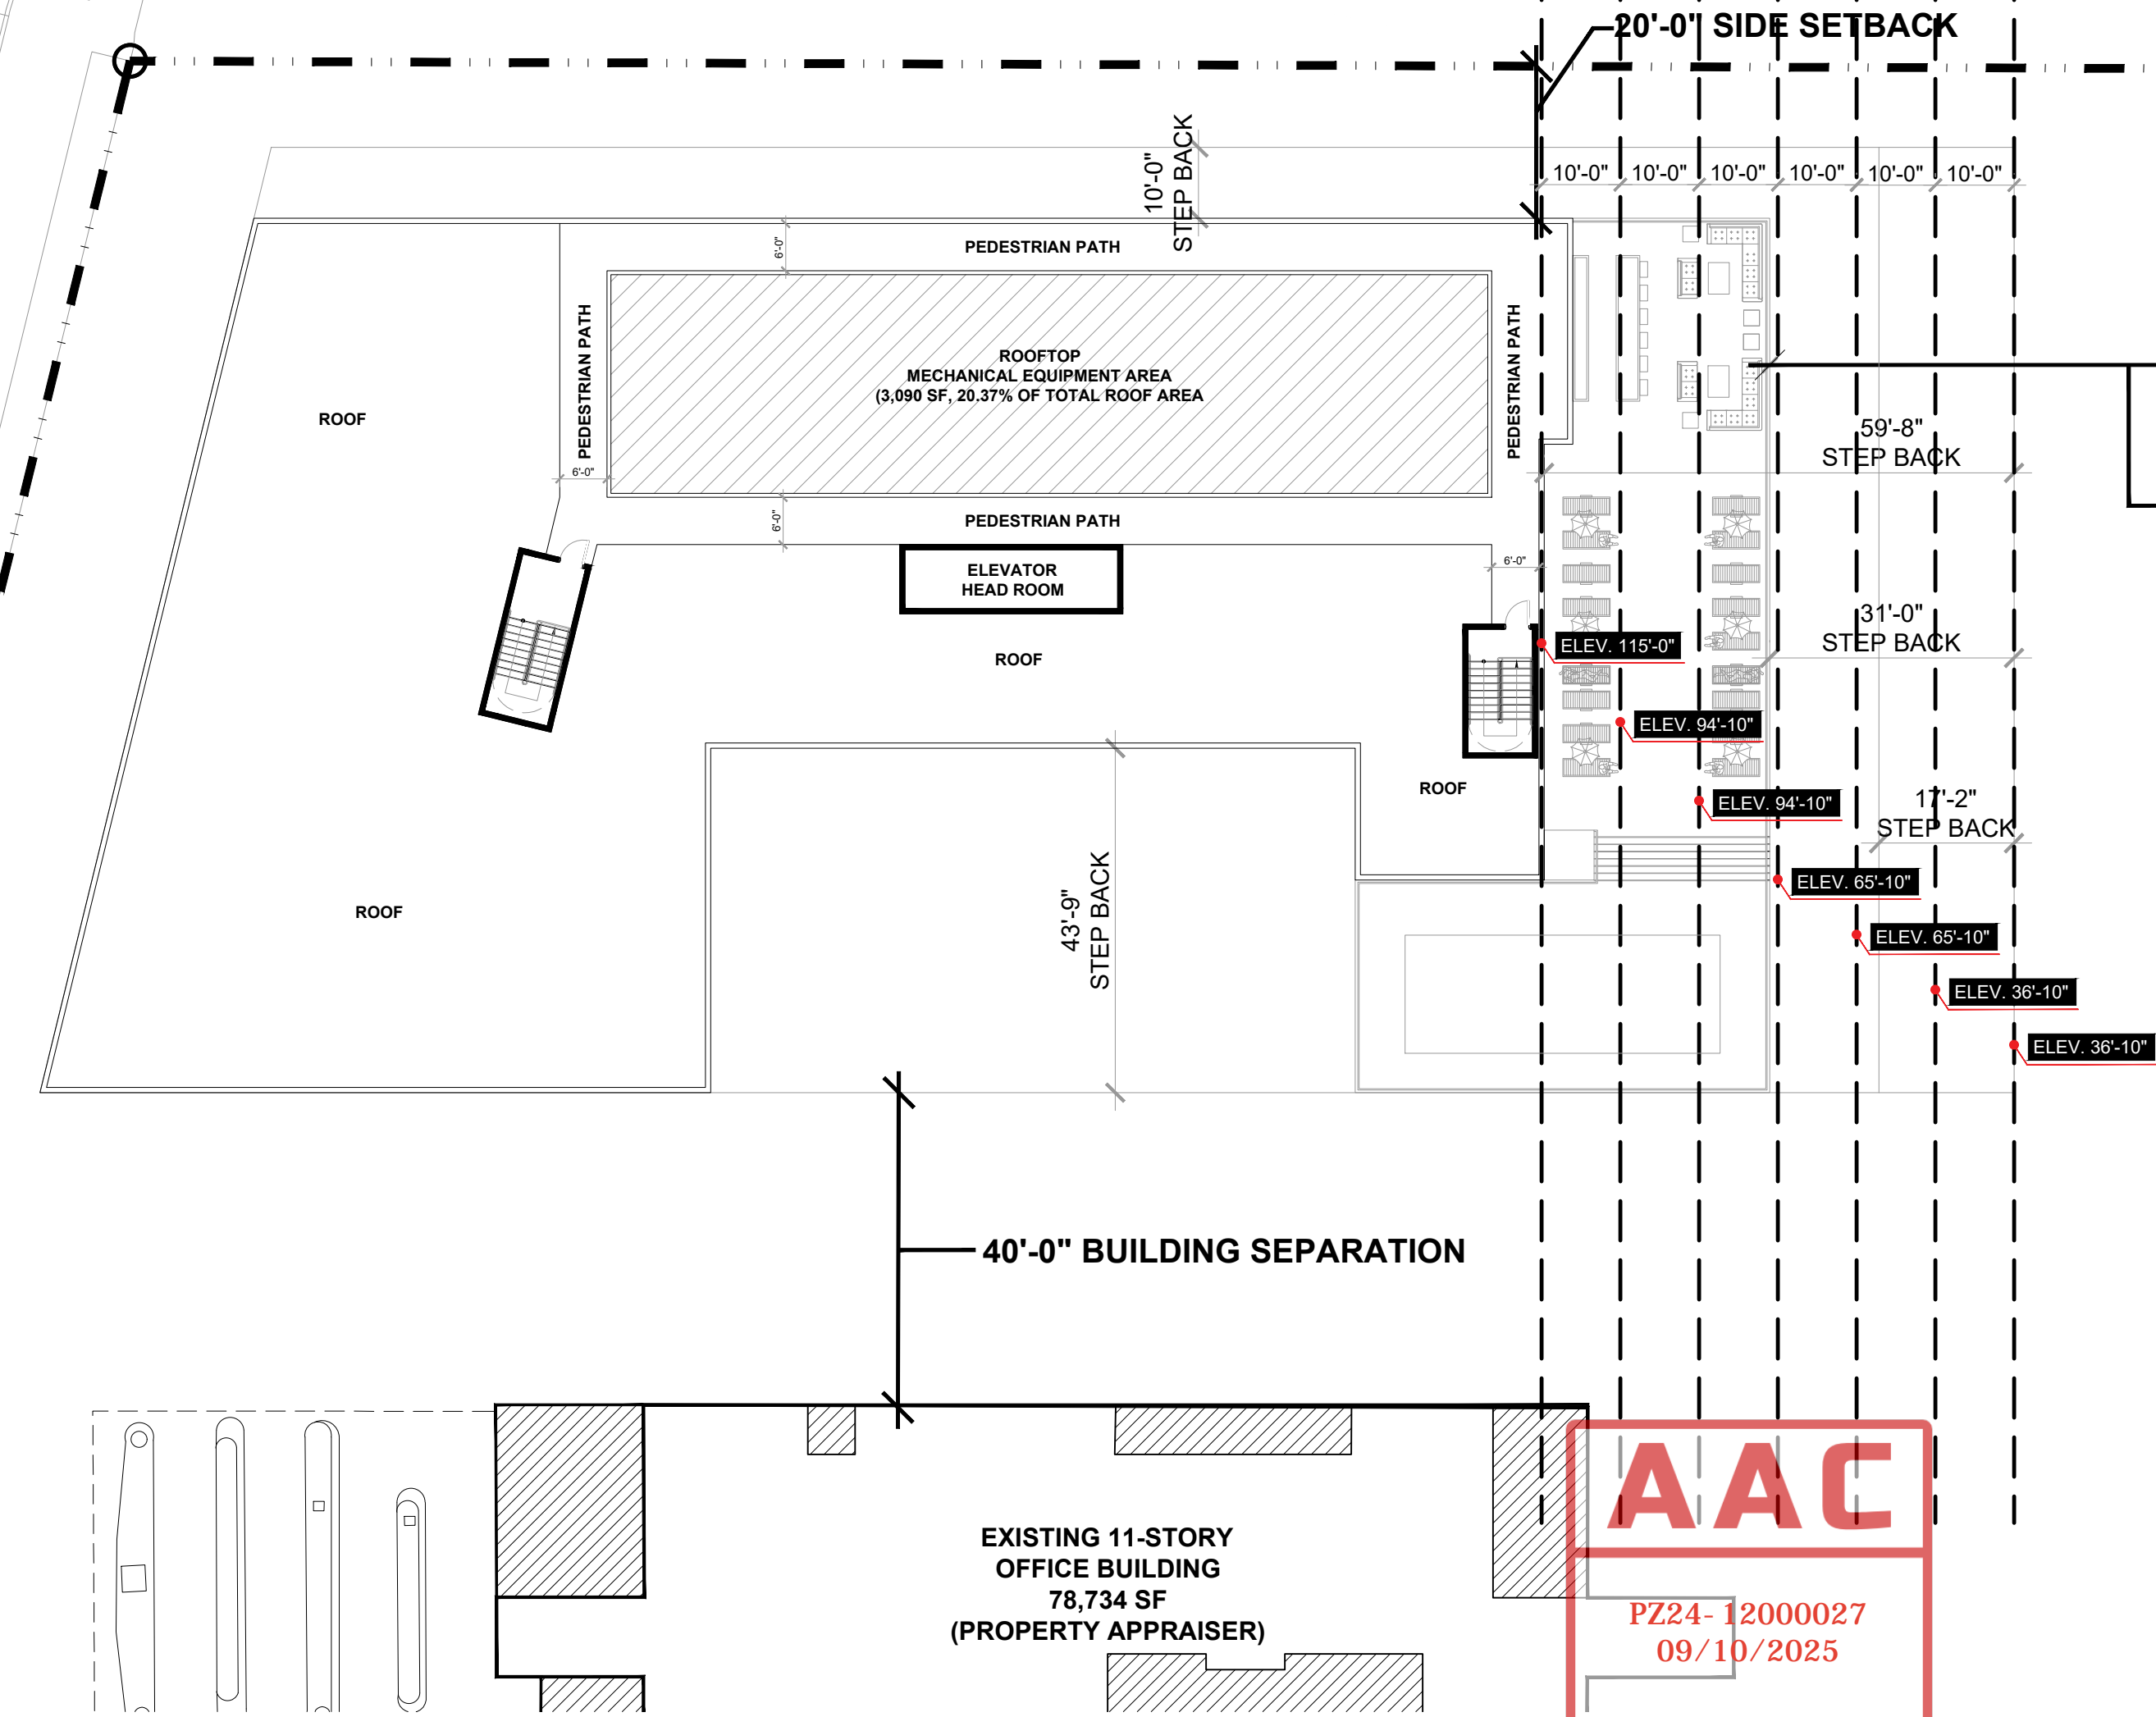 20'-0" SIDE SETBACK
10'-0"
STEP BACK
10'-0" 10'-0" 10'-0" 10'-0" 10'-0" 10'-0"
6'-0"
PEDESTRIAN PATH
PEDESTRIAN PATH
PEDESTRIAN PATH
ROOFTOP
MECHANICAL EQUIPMENT AREA
(3,090 SF, 20.37% OF TOTAL ROOF AREA
ROOF
59'-8"
STEP BACK
6'-0"
6'-0"
PEDESTRIAN PATH
6'-0"
ELEVATOR
HEAD ROOM
31'-0"
STEP BACK
ELEV. 115'-0"
ROOF
ELEV. 94'-10"
ROOF
ELEV. 94'-10"
17'-2"
STEP BACK
43'-9"
STEP BACK
ELEV. 65'-10"
ROOF
ELEV. 65'-10"
ELEV. 36'-10"
ELEV. 36'-10"
40'-0" BUILDING SEPARATION
EXISTING 11-STORY
OFFICE BUILDING
78,734 SF
(PROPERTY APPRAISER)
AAC
PZ24-12000027
09/10/2025